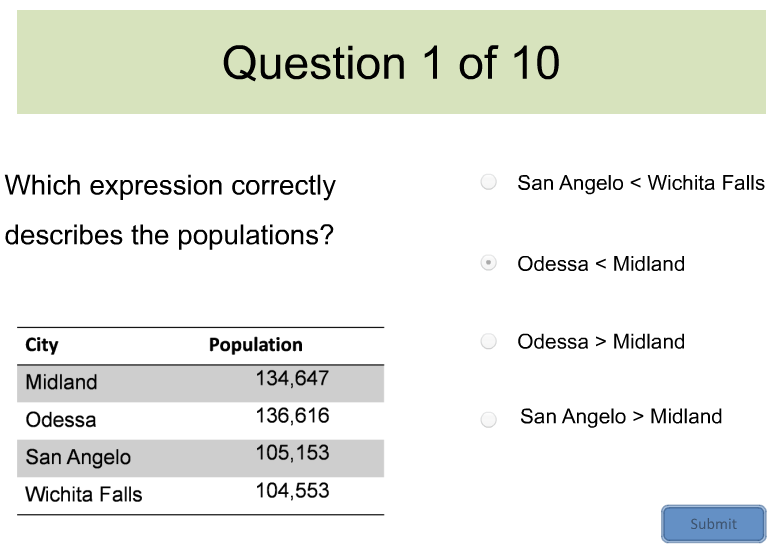 Question 1 of 10
Which expression correctly
describes the populations?
San Angelo < Wichita Falls
Odessa < Midland
Odessa > Midland
San Angelo > Midland
City Population
Midland 134,647
Odessa 136,616
San Angelo 105,153
Wichita Falls 104,553
Submit